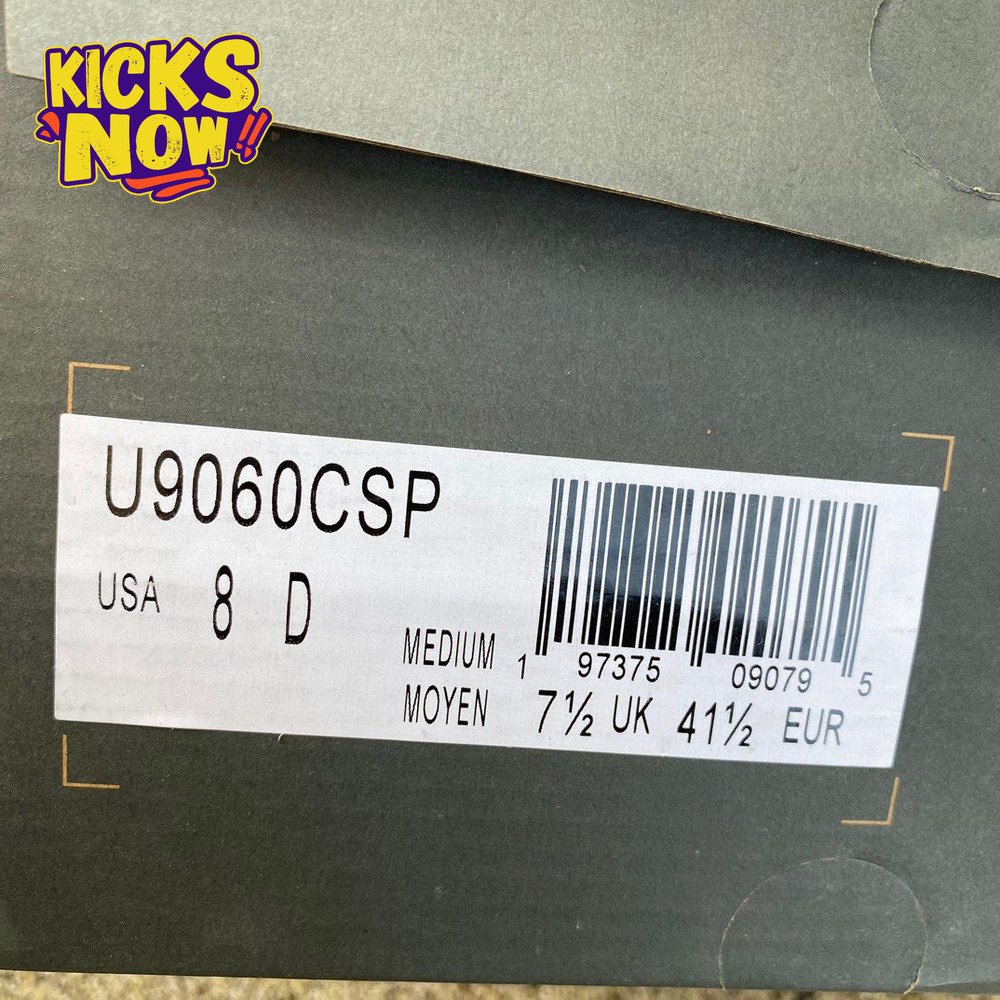 KICKS
NOW!!
U9060CSP
USA 8 D
MEDIUM
MOYEN
1 97375 09079 5
7½ UK 41½ EUR